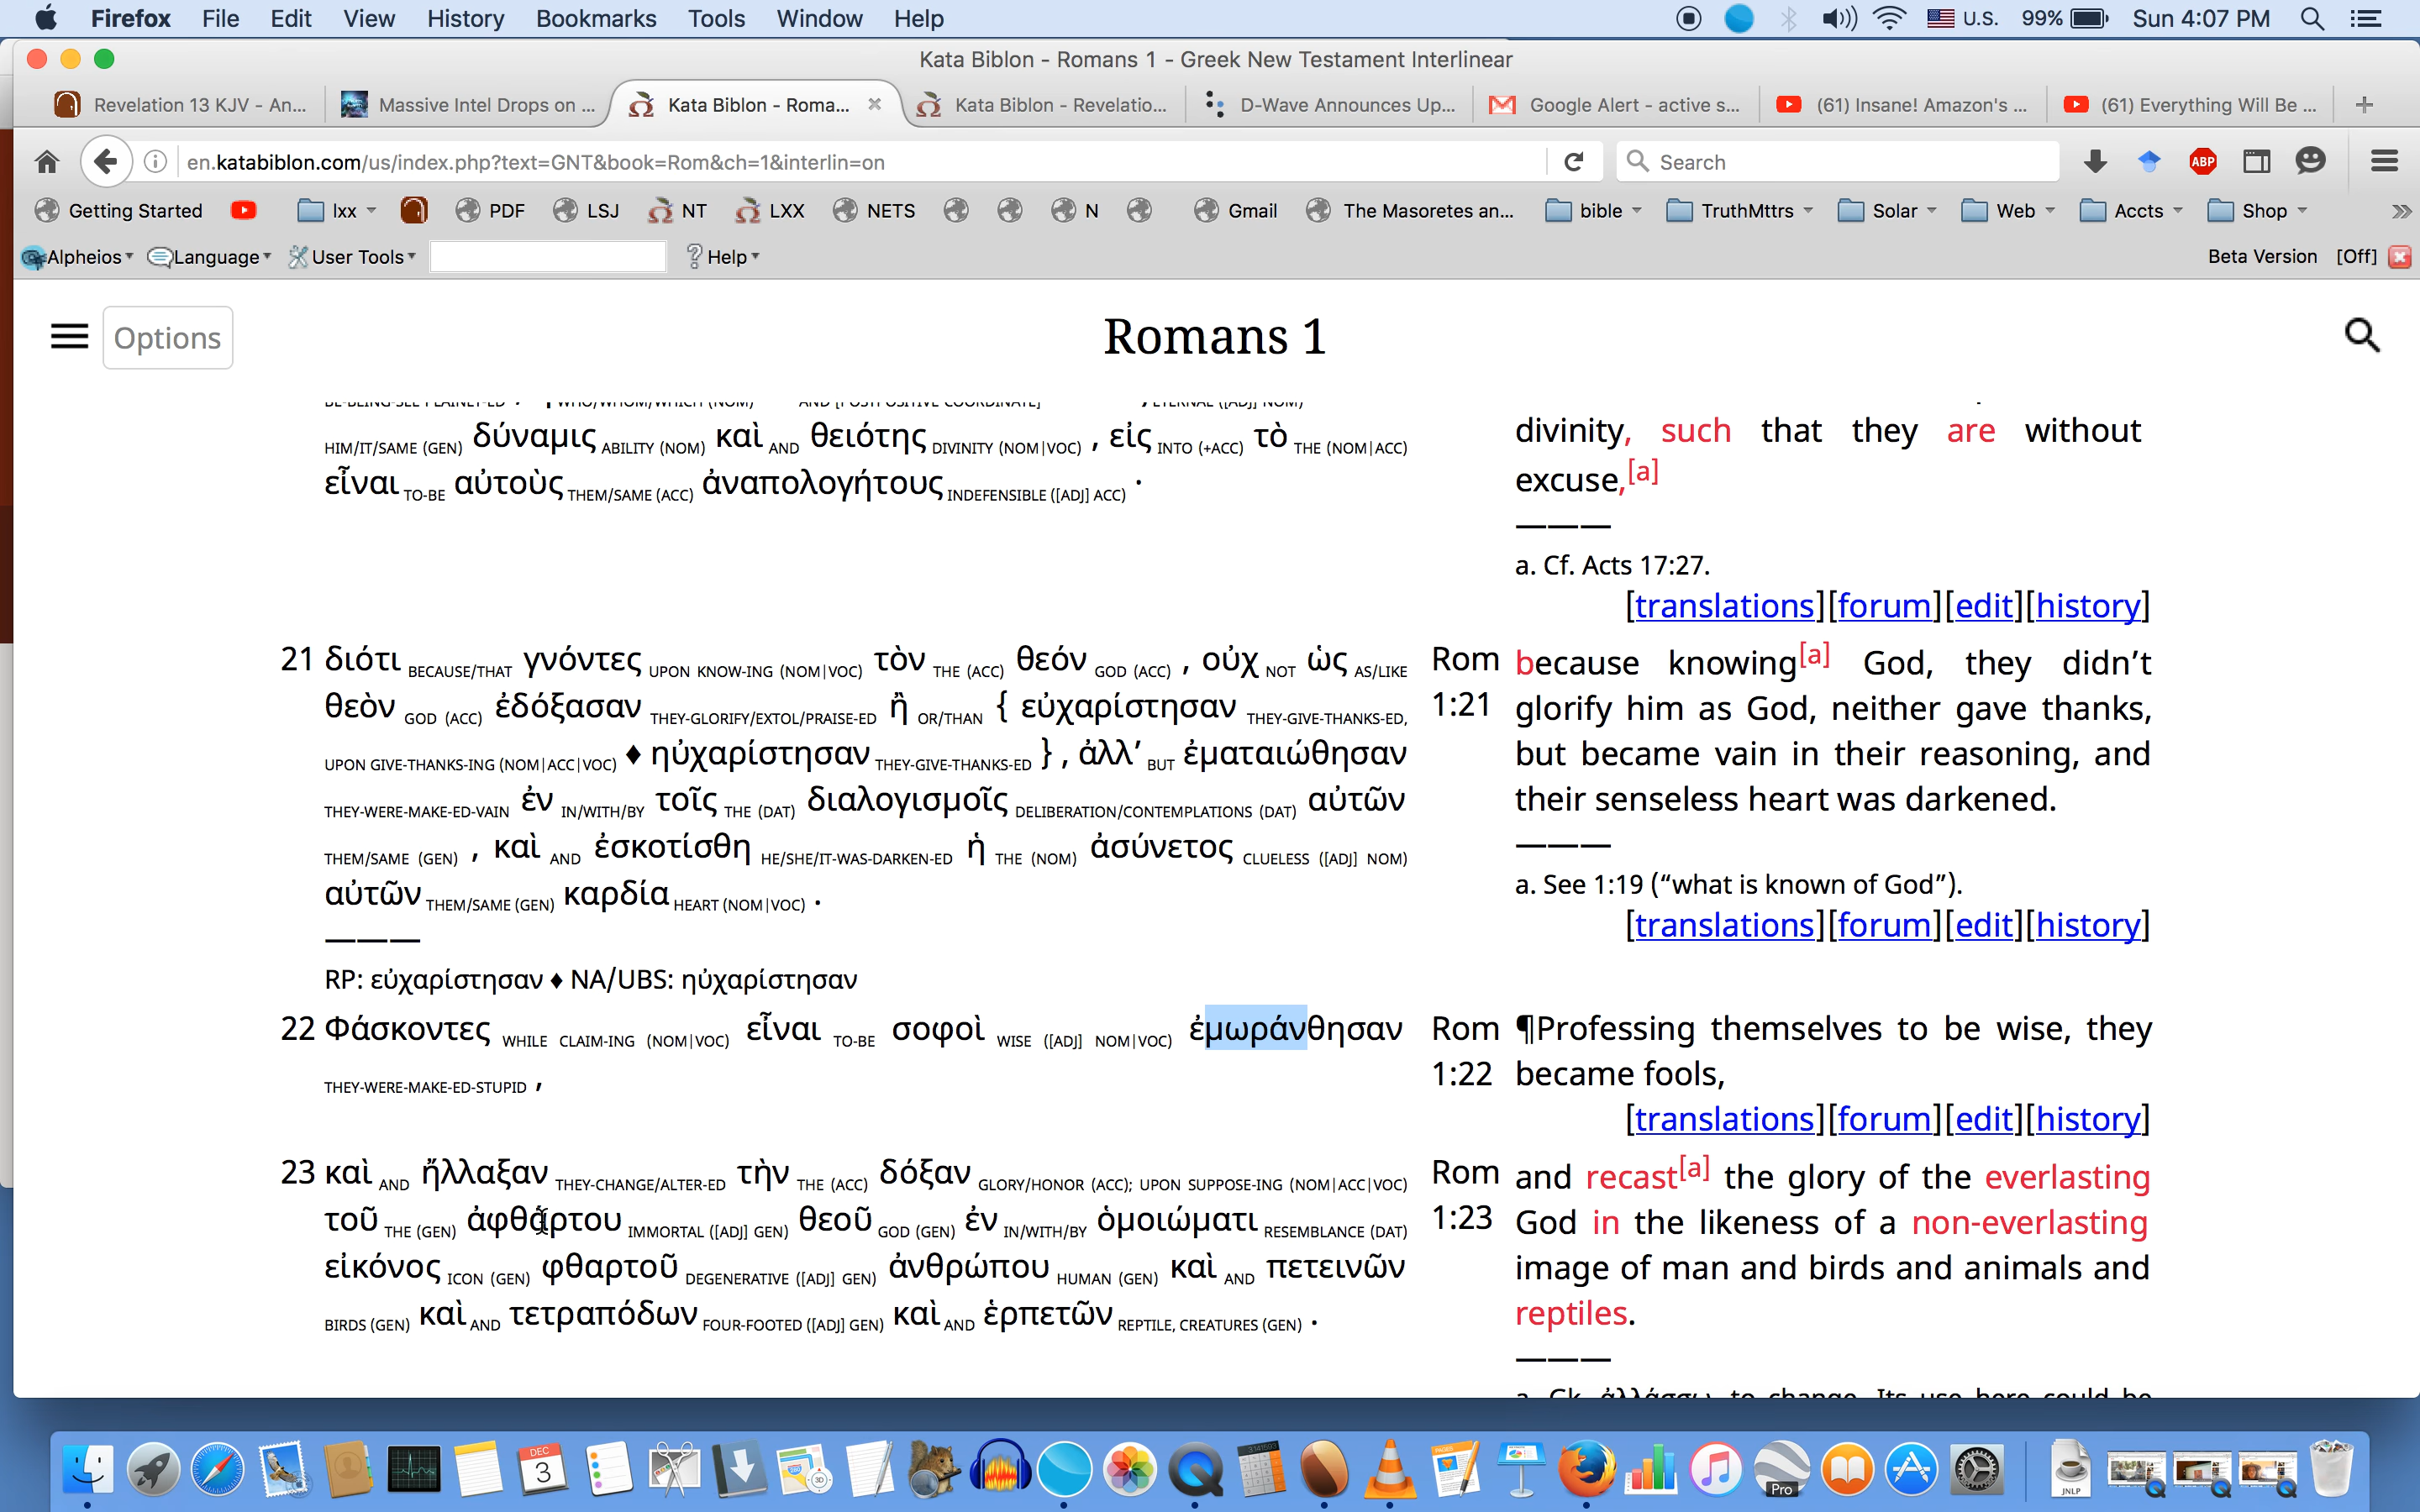 Firefox File Edit View History Bookmarks Tools Window Help U.S. 99% Sun 4:07 PM
Kata Biblon - Romans 1 - Greek New Testament Interlinear
Revelation 13 KJV - An... Massive Intel Drops on ... Kata Biblon - Roma... Kata Biblon - Revelatio... D-Wave Announces Up... Google Alert - active s... (61) Insane! Amazon's ... (61) Everything Will Be ...
en.katabiblon.com/us/index.php?text=GNT&book=Rom&ch=1&interlin=on Search ABP
Getting Started lxx PDF LSJ NT LXX NETS N Gmail The Masoretes an... bible TruthMttrs Solar Web Accts Shop
Alpheios Language User Tools Help Beta Version [Off]
Options Romans 1
HIM/IT/SAME (GEN) δύναμις ABILITY (NOM) καὶ AND θειότης DIVINITY (NOM|VOC) , εἰς INTO (+ACC) τὸ THE (NOM|ACC)
εἶναι TO-BE αὐτοὺς THEM/SAME (ACC) ἀναπολογήτους INDEFENSIBLE ([ADJ] ACC) ·
divinity, such that they are without
excuse,[a]
———
a. Cf. Acts 17:27.
[translations][forum][edit][history]
21 διότι BECAUSE/THAT γνόντες UPON KNOW-ING (NOM|VOC) τὸν THE (ACC) θεόν GOD (ACC) , οὐχ NOT ὡς AS/LIKE
θεὸν GOD (ACC) ἐδόξασαν THEY-GLORIFY/EXTOL/PRAISE-ED ἢ OR/THAN { εὐχαρίστησαν THEY-GIVE-THANKS-ED,
UPON GIVE-THANKS-ING (NOM|ACC|VOC) ♦ ηὐχαρίστησαν THEY-GIVE-THANKS-ED } , ἀλλ’ BUT ἐματαιώθησαν
THEY-WERE-MAKE-ED-VAIN ἐν IN/WITH/BY τοῖς THE (DAT) διαλογισμοῖς DELIBERATION/CONTEMPLATIONS (DAT) αὐτῶν
THEM/SAME (GEN) , καὶ AND ἐσκοτίσθη HE/SHE/IT-WAS-DARKEN-ED ἡ THE (NOM) ἀσύνετος CLUELESS ([ADJ] NOM)
αὐτῶν THEM/SAME (GEN) καρδία HEART (NOM|VOC) .
———
RP: εὐχαρίστησαν ♦ NA/UBS: ηὐχαρίστησαν
Rom 1:21
because knowing[a] God, they didn’t
glorify him as God, neither gave thanks,
but became vain in their reasoning, and
their senseless heart was darkened.
———
a. See 1:19 (“what is known of God”).
[translations][forum][edit][history]
22 Φάσκοντες WHILE CLAIM-ING (NOM|VOC) εἶναι TO-BE σοφοὶ WISE ([ADJ] NOM|VOC) ἐμωράνθησαν
THEY-WERE-MAKE-ED-STUPID ,
Rom 1:22
¶Professing themselves to be wise, they
became fools,
[translations][forum][edit][history]
23 καὶ AND ἤλλαξαν THEY-CHANGE/ALTER-ED τὴν THE (ACC) δόξαν GLORY/HONOR (ACC); UPON SUPPOSE-ING (NOM|ACC|VOC)
τοῦ THE (GEN) ἀφθάρτου IMMORTAL ([ADJ] GEN) θεοῦ GOD (GEN) ἐν IN/WITH/BY ὁμοιώματι RESEMBLANCE (DAT)
εἰκόνος ICON (GEN) φθαρτοῦ DEGENERATIVE ([ADJ] GEN) ἀνθρώπου HUMAN (GEN) καὶ AND πετεινῶν
BIRDS (GEN) καὶ AND τετραπόδων FOUR-FOOTED ([ADJ] GEN) καὶ AND ἑρπετῶν REPTILE, CREATURES (GEN) .
Rom 1:23
and recast[a] the glory of the everlasting
God in the likeness of a non-everlasting
image of man and birds and animals and
reptiles.
———
DEC
3
PAGES
Pro
JNLP